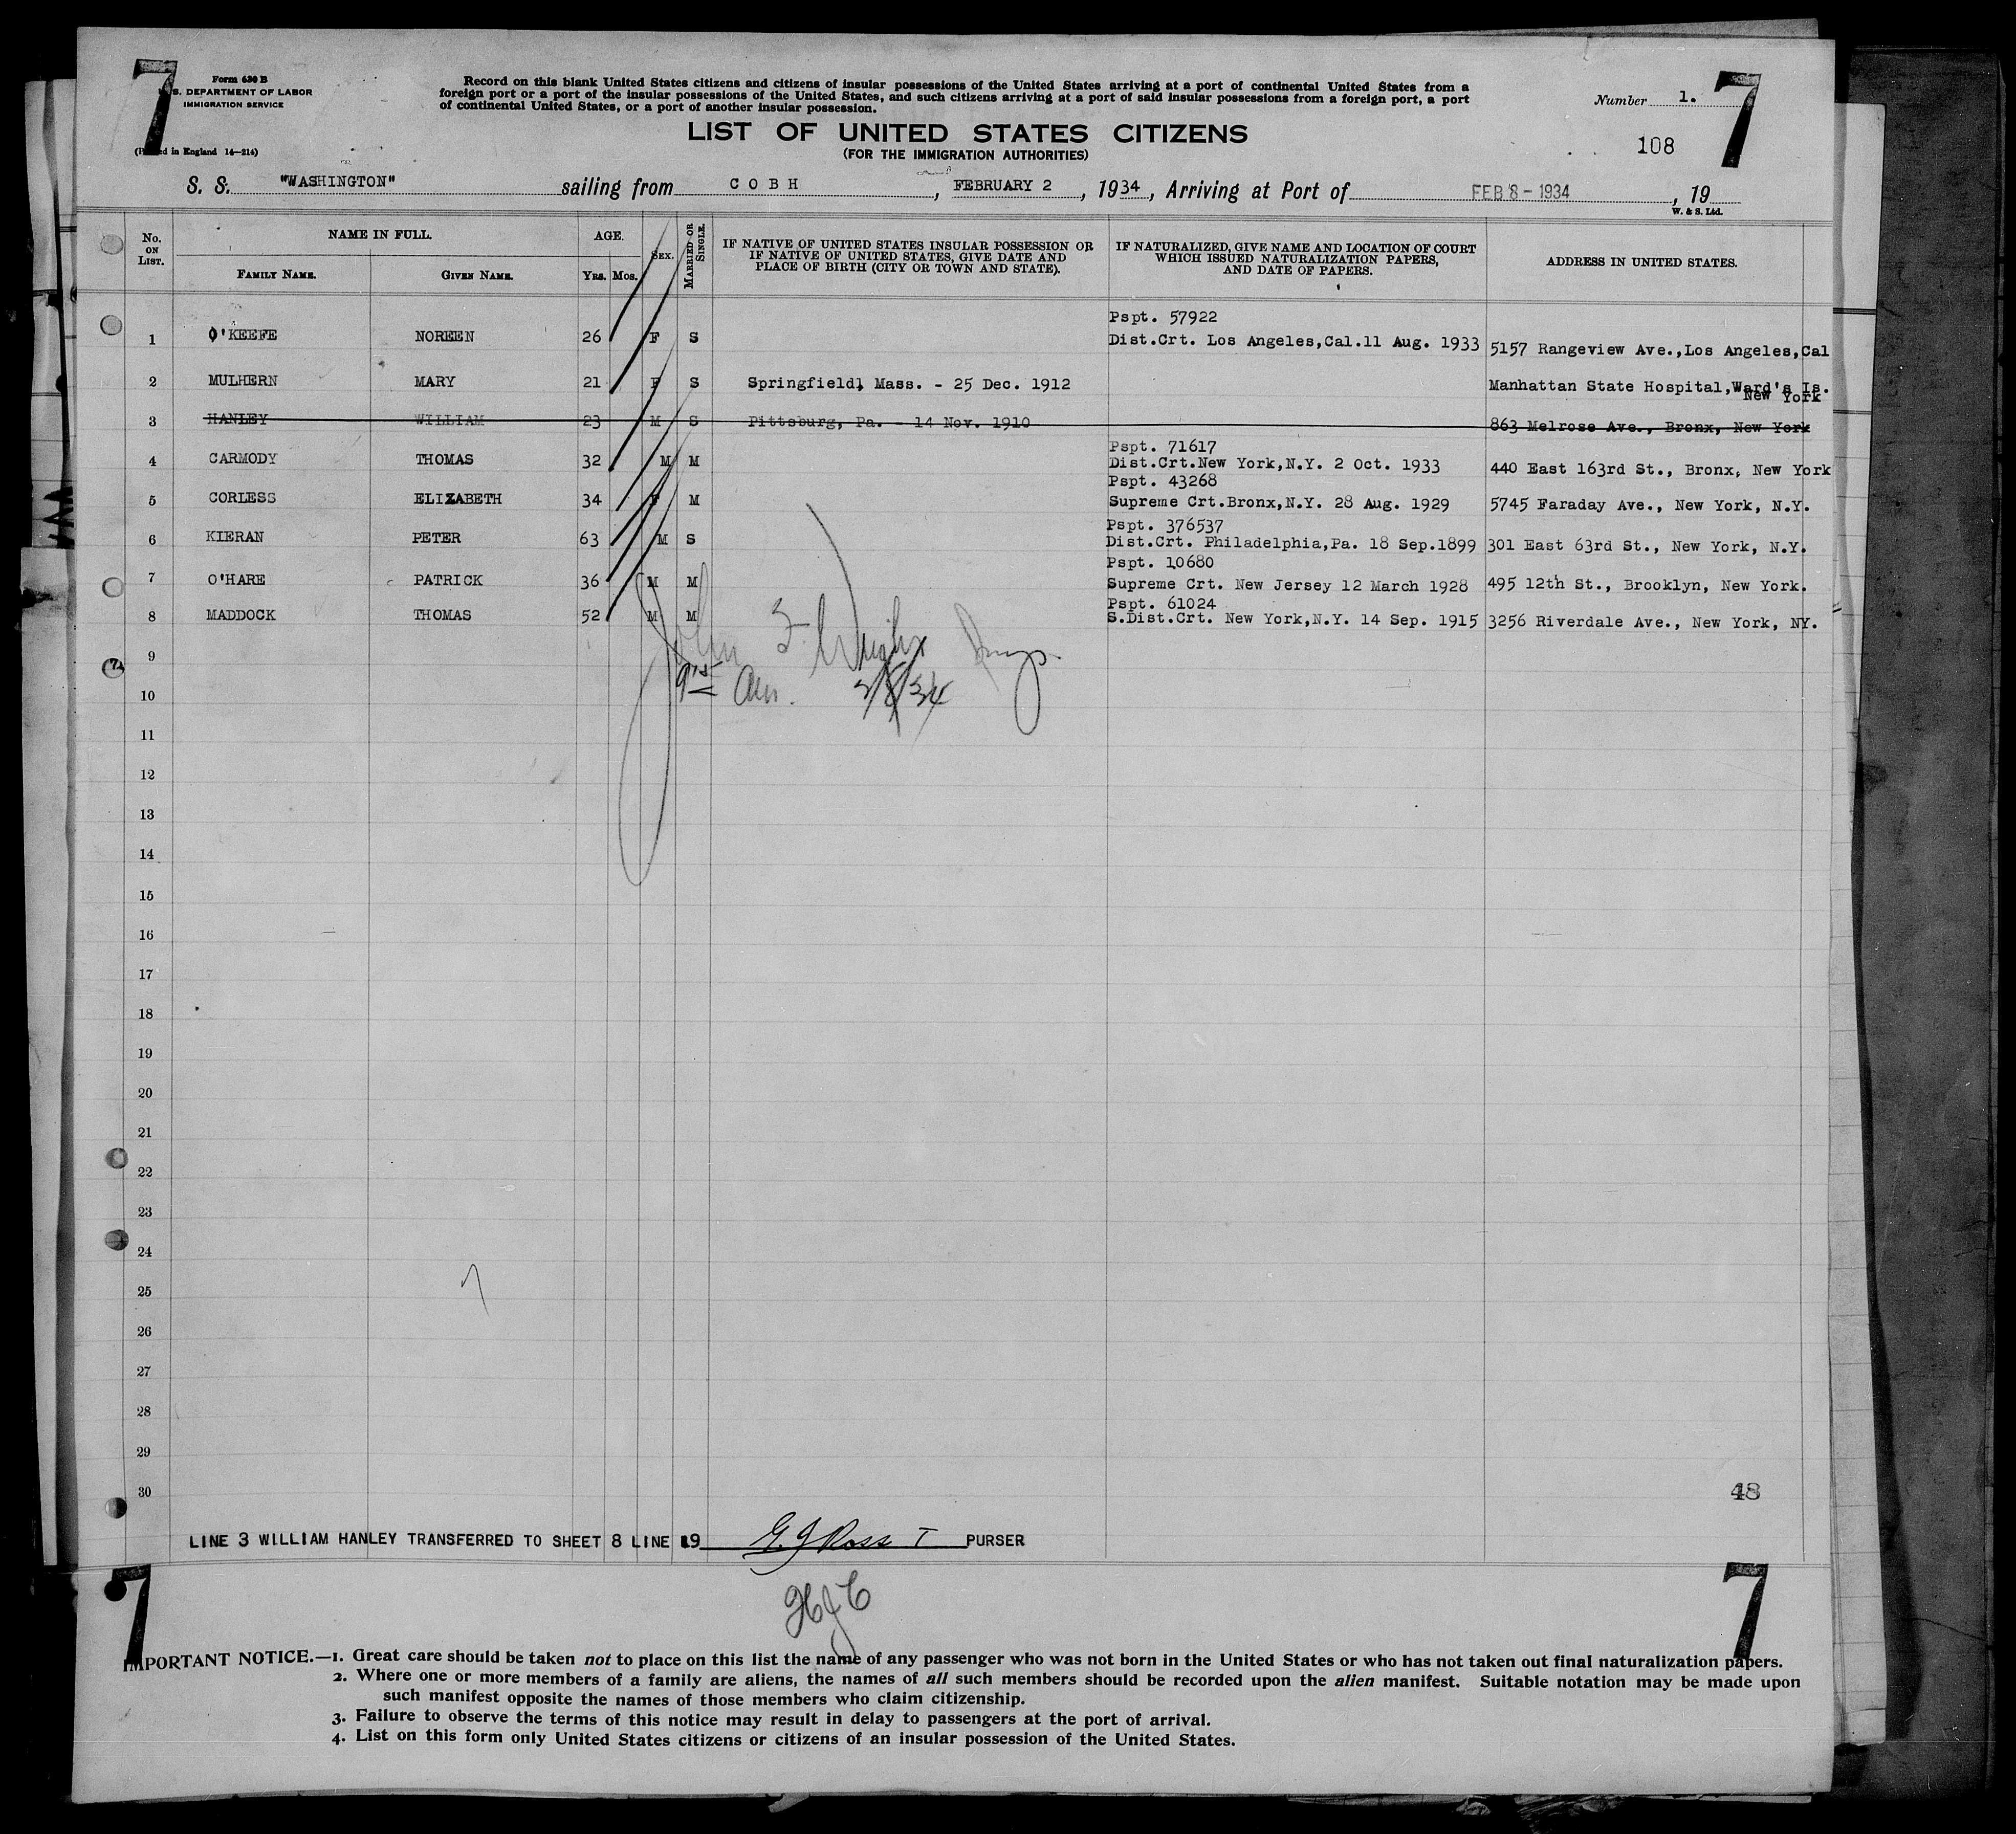 7 7
Form 630 B
U.S. DEPARTMENT OF LABOR
IMMIGRATION SERVICE
(Printed in England 14—214)
Record on this blank United States citizens and citizens of insular possessions of the United States arriving at a port of continental United States from a
foreign port or a port of the insular possessions of the United States, and such citizens arriving at a port of said insular possessions from a foreign port, a port
of continental United States, or a port of another insular possession.
Number 1.
LIST OF UNITED STATES CITIZENS
(FOR THE IMMIGRATION AUTHORITIES)
108
S. S. "WASHINGTON" sailing from COBH, FEBRUARY 2, 1934, Arriving at Port of FEB 8 - 1934, 19
W. & S. Ltd.
No. ON LIST. NAME IN FULL. FAMILY NAME. GIVEN NAME. AGE. YRS. MOS. SEX. MARRIED OR SINGLE.
IF NATIVE OF UNITED STATES INSULAR POSSESSION OR
IF NATIVE OF UNITED STATES, GIVE DATE AND
PLACE OF BIRTH (CITY OR TOWN AND STATE).
IF NATURALIZED, GIVE NAME AND LOCATION OF COURT
WHICH ISSUED NATURALIZATION PAPERS,
AND DATE OF PAPERS.
ADDRESS IN UNITED STATES.
Pspt. 57922
1 O'KEEFE NOREEN 26 F S Dist.Crt. Los Angeles,Cal.11 Aug. 1933 5157 Rangeview Ave.,Los Angeles,Cal
2 MULHERN MARY 21 F S Springfield, Mass. - 25 Dec. 1912 Manhattan State Hospital,Ward's Is.
New York
3 HANLEY WILLIAM 23 M S Pittsburg, Pa. - 14 Nov. 1910 863 Melrose Ave., Bronx, New York
Pspt. 71617
4 CARMODY THOMAS 32 M M Dist.Crt.New York,N.Y. 2 Oct. 1933 440 East 163rd St., Bronx, New York
Pspt. 43268
5 CORLESS ELIZABETH 34 F M Supreme Crt.Bronx,N.Y. 28 Aug. 1929 5745 Faraday Ave., New York, N.Y.
Pspt. 376537
6 KIERAN PETER 63 M S Dist.Crt. Philadelphia,Pa. 18 Sep.1899 301 East 63rd St., New York, N.Y.
Pspt. 10680
7 O'HARE PATRICK 36 M M Supreme Crt. New Jersey 12 March 1928 495 12th St., Brooklyn, New York.
Pspt. 61024
8 MADDOCK THOMAS 52 M M S.Dist.Crt. New York,N.Y. 14 Sep. 1915 3256 Riverdale Ave., New York, NY.
9
10 2/8/34
11
12
13
14
15
16
17
18
19
20
21
22
23
24
25
26
27
28
29
30
48
LINE 3 WILLIAM HANLEY TRANSFERRED TO SHEET 8 LINE 19 G J Ross PURSER
7 7
IMPORTANT NOTICE.—1. Great care should be taken not to place on this list the name of any passenger who was not born in the United States or who has not taken out final naturalization papers.
2. Where one or more members of a family are aliens, the names of all such members should be recorded upon the alien manifest. Suitable notation may be made upon
such manifest opposite the names of those members who claim citizenship.
3. Failure to observe the terms of this notice may result in delay to passengers at the port of arrival.
4. List on this form only United States citizens or citizens of an insular possession of the United States.